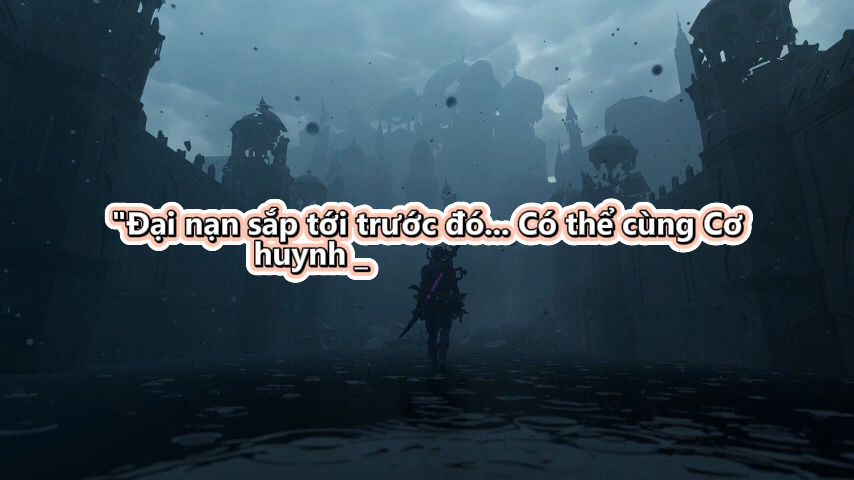 "Đại nạn sắp tới trước đó... Có thể cùng Cơ
huynh _